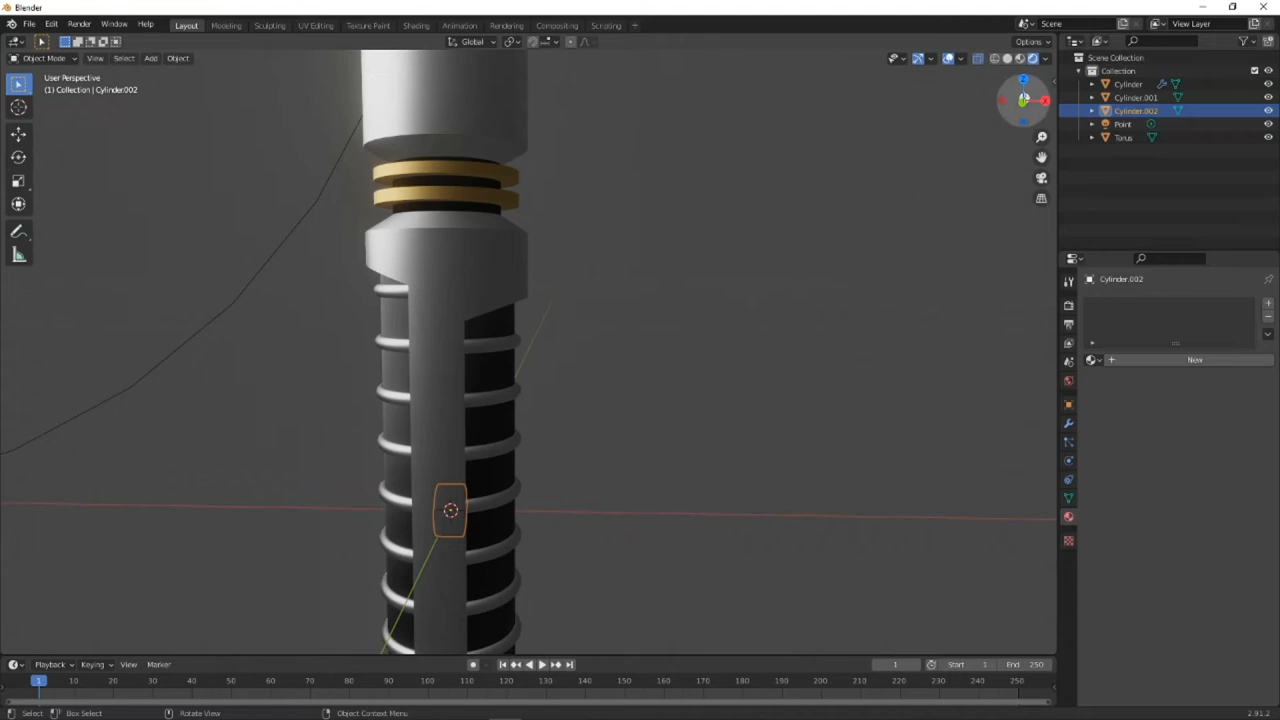 Blender
File Edit Render Window Help Layout Modeling Sculpting UV Editing Texture Paint Shading Animation Rendering Compositing Scripting + Scene View Layer
Global Options
Object Mode View Select Add Object
User Perspective
(1) Collection | Cylinder.002
Z
X
Scene Collection
Collection
Cylinder
Cylinder.001
Cylinder.002
Point
Torus
Cylinder.002
New
Playback Keying View Marker 1 Start 1 End 250
1 10 20 30 40 50 60 70 80 90 100 110 120 130 140 150 160 170 180 190 200 210 220 230 240 250
Select Box Select Rotate View Object Context Menu 2.91.2